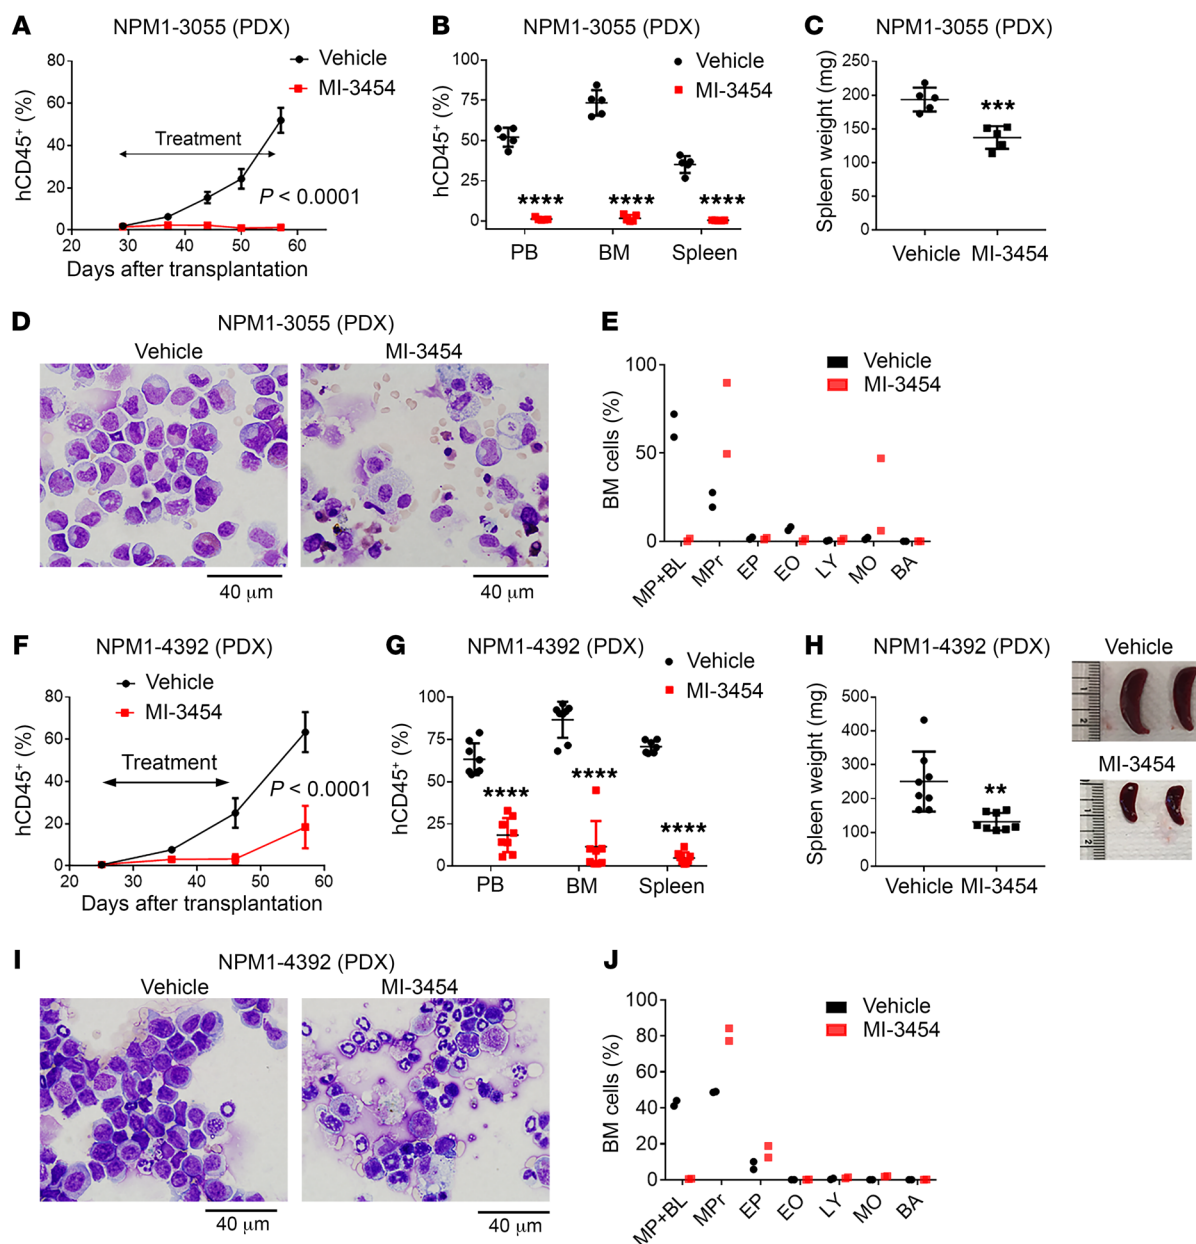 A
NPM1-3055 (PDX)
Vehicle
MI-3454
hCD45+ (%)
80
60
40
20
0
Treatment
P < 0.0001
20 30 40 50 60
Days after transplantation
B
NPM1-3055 (PDX)
Vehicle
MI-3454
hCD45+ (%)
100
75
50
25
0
**** **** ****
PB BM Spleen
C
NPM1-3055 (PDX)
Spleen weight (mg)
250
200
150
100
50
0
***
Vehicle MI-3454
D
NPM1-3055 (PDX)
Vehicle MI-3454
40 μm 40 μm
E
Vehicle
MI-3454
BM cells (%)
100
50
0
MP+BL MPr EP EO LY MO BA
F
NPM1-4392 (PDX)
Vehicle
MI-3454
hCD45+ (%)
80
60
40
20
0
Treatment
P < 0.0001
20 30 40 50 60
Days after transplantation
G
NPM1-4392 (PDX)
Vehicle
MI-3454
hCD45+ (%)
100
75
50
25
0
**** **** ****
PB BM Spleen
H
NPM1-4392 (PDX)
Spleen weight (mg)
500
400
300
200
100
0
**
Vehicle MI-3454
Vehicle
1
2
MI-3454
1
2
I
NPM1-4392 (PDX)
Vehicle MI-3454
40 μm 40 μm
J
Vehicle
MI-3454
BM cells (%)
100
80
60
40
20
0
MP+BL MPr EP EO LY MO BA